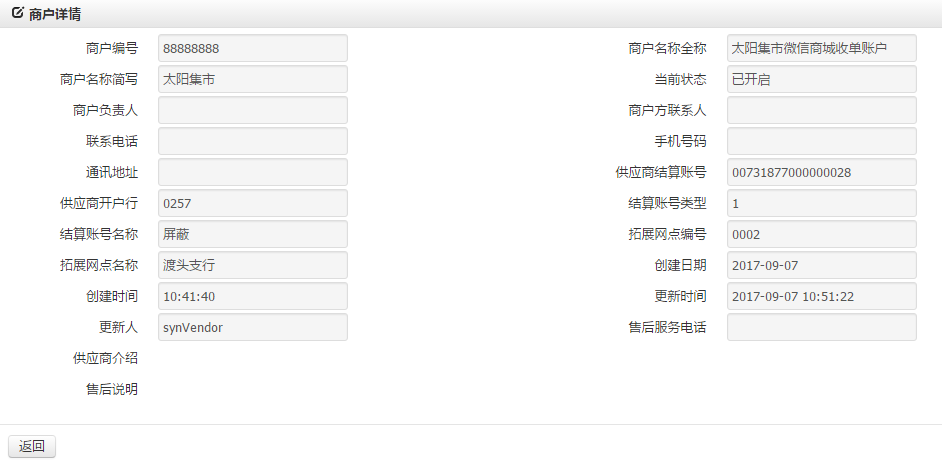 商户详情
商户编号 88888888 商户名称全称 太阳集市微信商城收单账户
商户名称简写 太阳集市 当前状态 已开启
商户负责人 商户方联系人
联系电话 手机号码
通讯地址 供应商结算账号 00731877000000028
供应商开户行 0257 结算账号类型 1
结算账号名称 屏蔽 拓展网点编号 0002
拓展网点名称 渡头支行 创建日期 2017-09-07
创建时间 10:41:40 更新时间 2017-09-07 10:51:22
更新人 synVendor 售后服务电话
供应商介绍
售后说明
返回